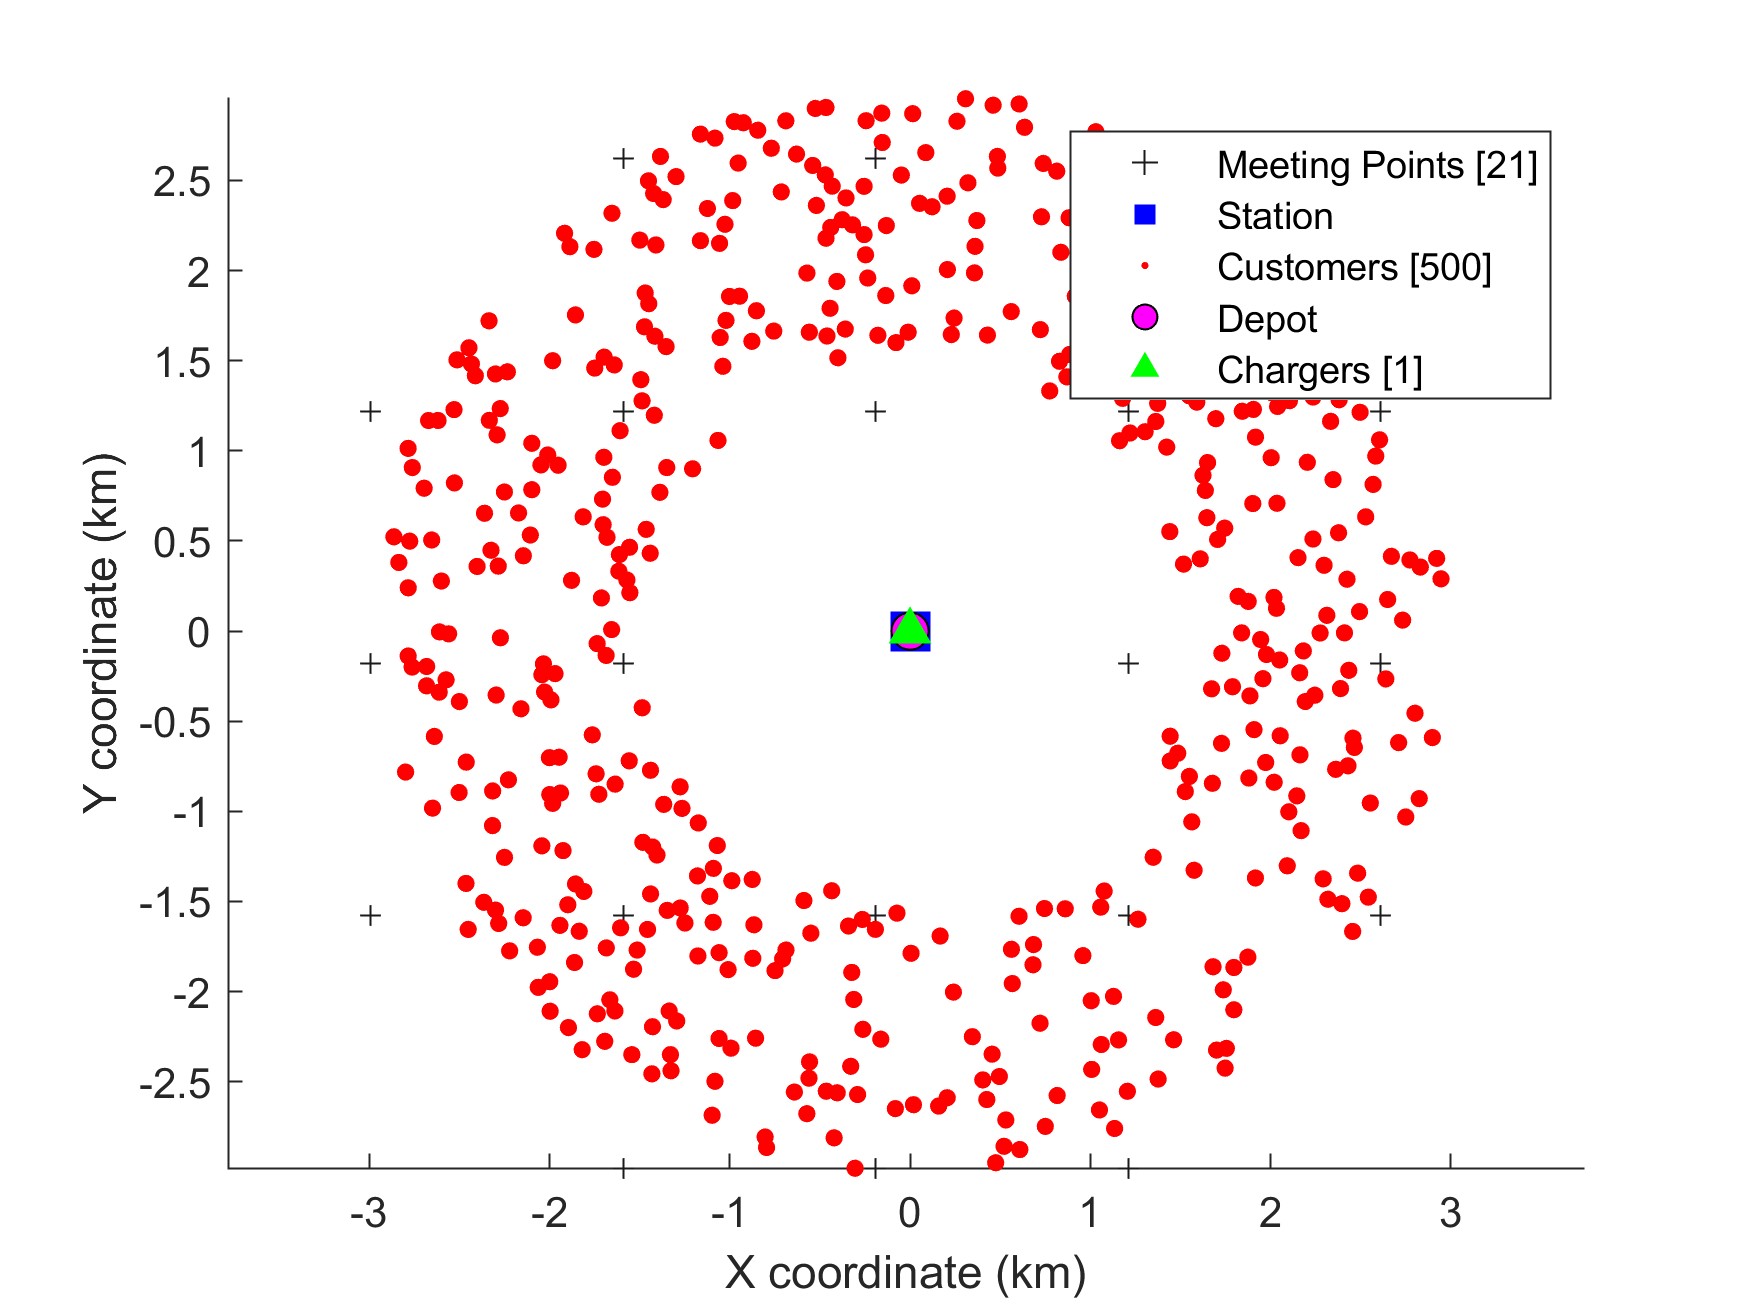 Meeting Points [21]
Station
Customers [500]
Depot
Chargers [1]
Y coordinate (km)
2.5
2
1.5
1
0.5
0
-0.5
-1
-1.5
-2
-2.5
-3 -2 -1 0 1 2 3
X coordinate (km)